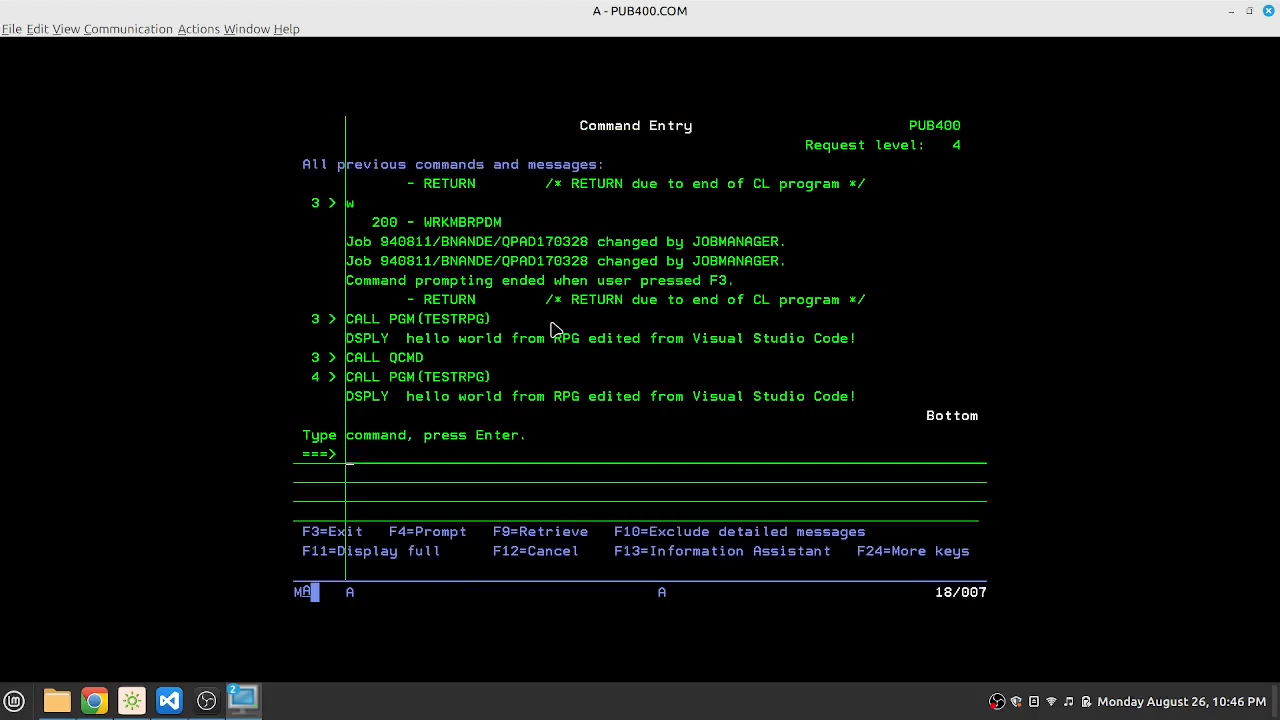 A - PUB400.COM
File Edit View Communication Actions Window Help
Command Entry PUB400
Request level: 4
All previous commands and messages:
- RETURN /* RETURN due to end of CL program */
3 > w
200 - WRKMBRPDM
Job 940811/BNANDE/QPAD170328 changed by JOBMANAGER.
Job 940811/BNANDE/QPAD170328 changed by JOBMANAGER.
Command prompting ended when user pressed F3.
- RETURN /* RETURN due to end of CL program */
3 > CALL PGM(TESTRPG)
DSPLY hello world from RPG edited from Visual Studio Code!
3 > CALL QCMD
4 > CALL PGM(TESTRPG)
DSPLY hello world from RPG edited from Visual Studio Code!
Bottom
Type command, press Enter.
===>
F3=Exit F4=Prompt F9=Retrieve F10=Exclude detailed messages
F11=Display full F12=Cancel F13=Information Assistant F24=More keys
MA A A 18/007
2 Monday August 26, 10:46 PM